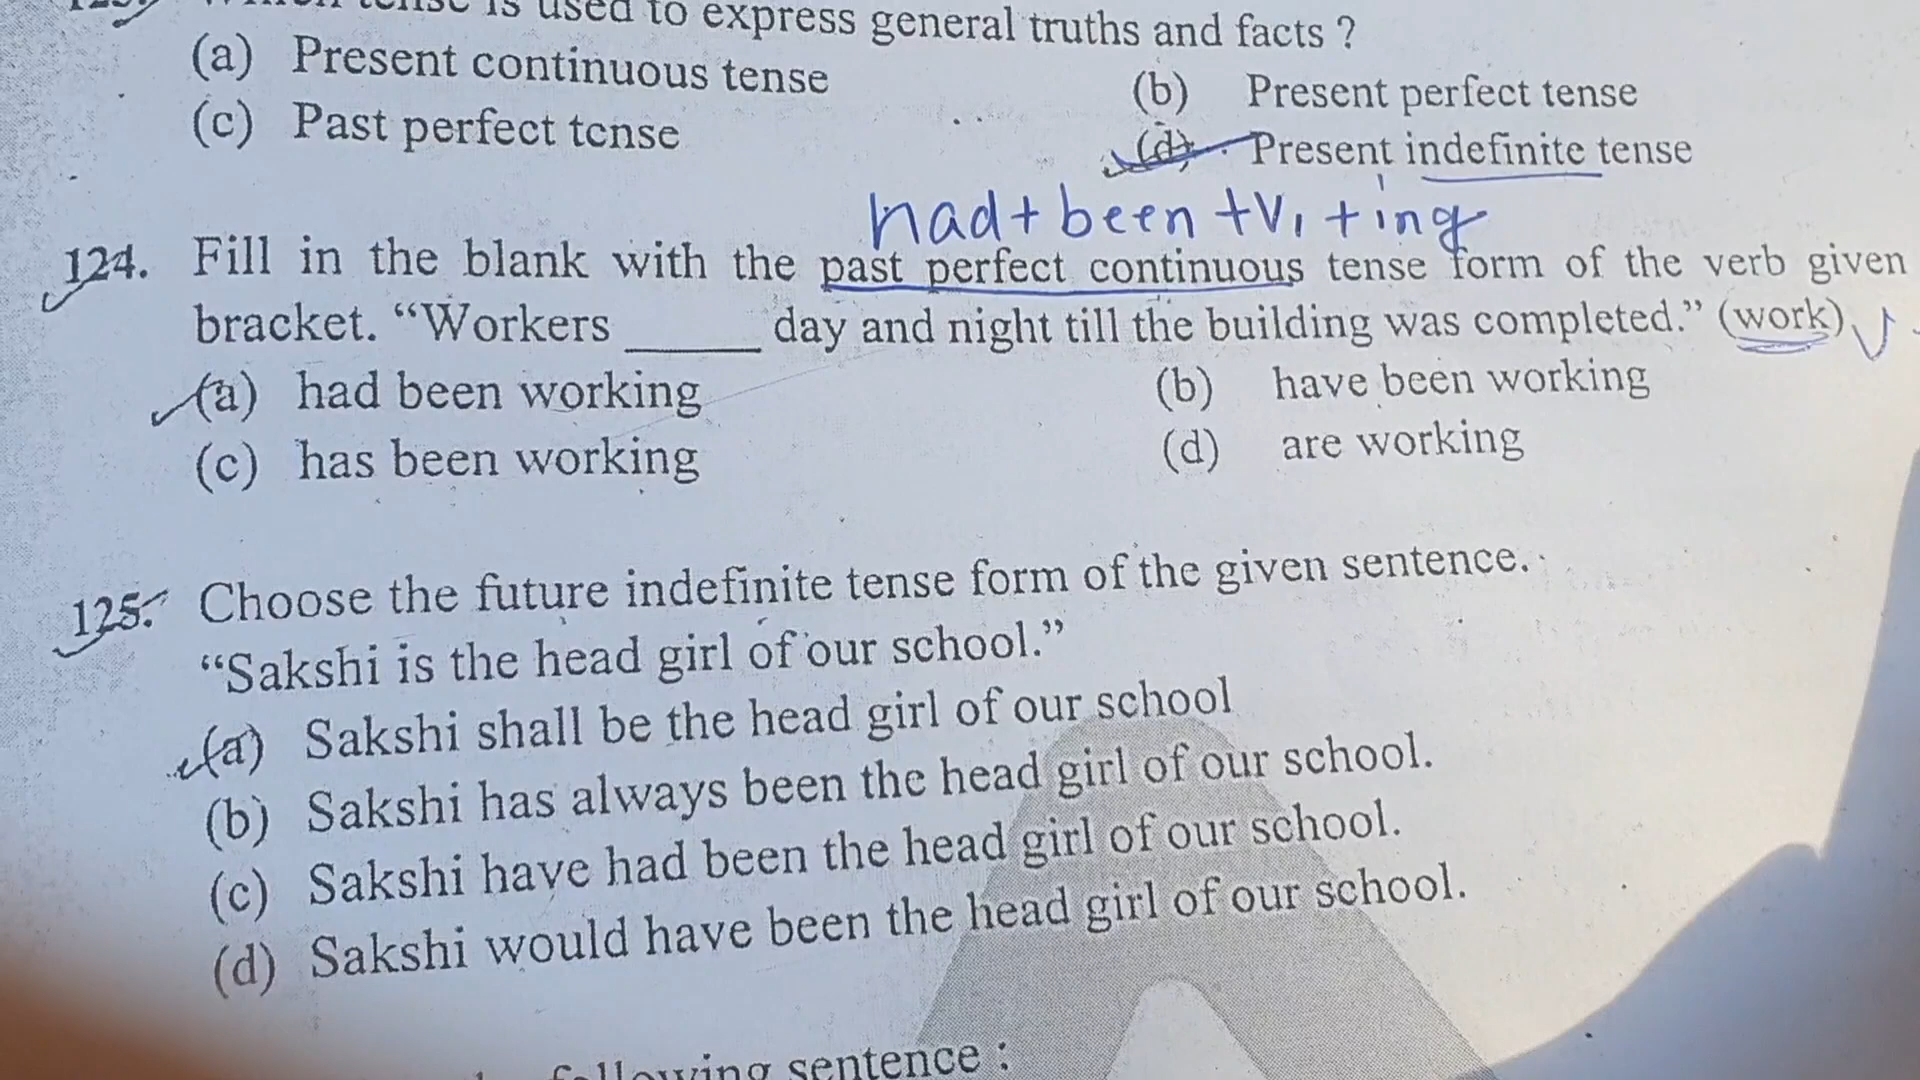 is used to express general truths and facts ?
(a) Present continuous tense
(b) Present perfect tense
(c) Past perfect tense
(d) Present indefinite tense
had + been + V1 + ing
124. Fill in the blank with the past perfect continuous tense form of the verb given
bracket. “Workers _____ day and night till the building was completed.” (work)
(a) had been working
(b) have been working
(c) has been working
(d) are working
125. Choose the future indefinite tense form of the given sentence.
“Sakshi is the head girl of our school.”
(a) Sakshi shall be the head girl of our school
(b) Sakshi has always been the head girl of our school.
(c) Sakshi have had been the head girl of our school.
(d) Sakshi would have been the head girl of our school.
following sentence :